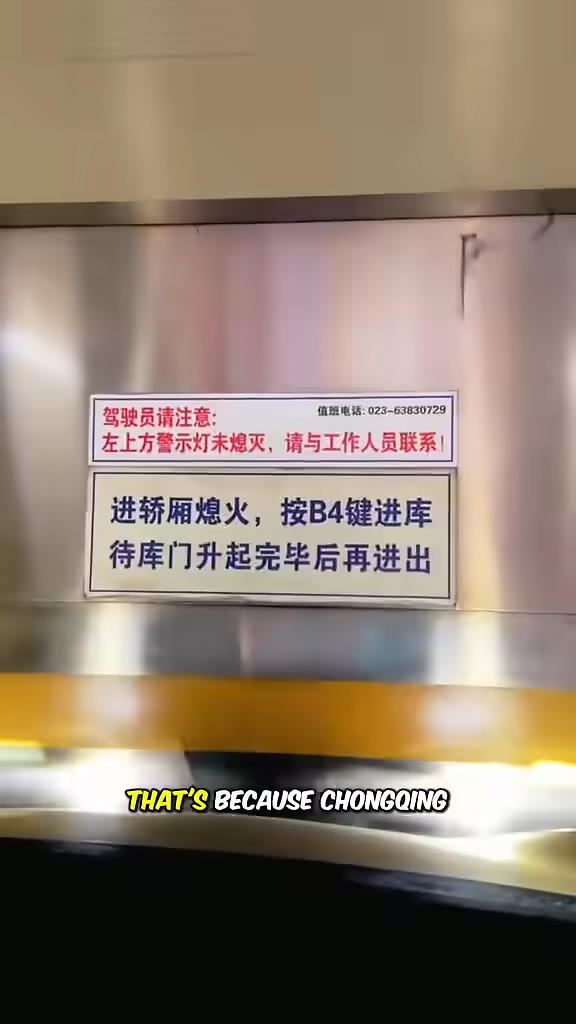 驾驶员请注意:
值班电话: 023-63830729
左上方警示灯未熄灭，请与工作人员联系!
进轿厢熄火，按B4键进库
待库门升起完毕后再进出
THAT'S BECAUSE CHONGQING